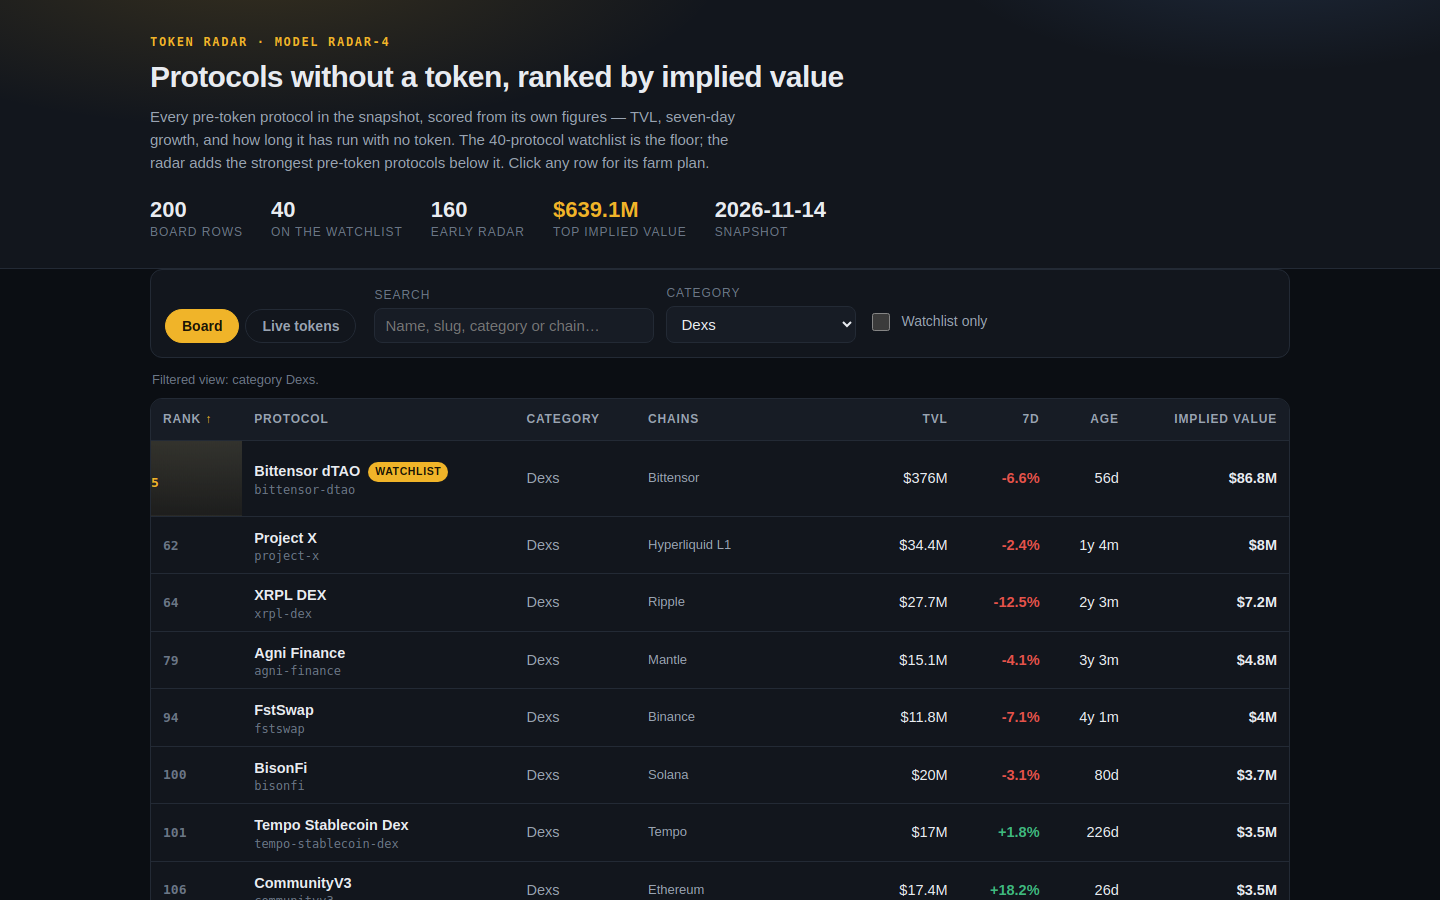 TOKEN RADAR · MODEL RADAR-4
Protocols without a token, ranked by implied value
Every pre-token protocol in the snapshot, scored from its own figures — TVL, seven-day
growth, and how long it has run with no token. The 40-protocol watchlist is the floor; the
radar adds the strongest pre-token protocols below it. Click any row for its farm plan.
200 40 160 $639.1M 2026-11-14
BOARD ROWS ON THE WATCHLIST EARLY RADAR TOP IMPLIED VALUE SNAPSHOT
SEARCH CATEGORY
Board Live tokens Name, slug, category or chain… Dexs Watchlist only
Filtered view: category Dexs.
RANK ↑ PROTOCOL CATEGORY CHAINS TVL 7D AGE IMPLIED VALUE
5 Bittensor dTAO WATCHLIST Dexs Bittensor $376M -6.6% 56d $86.8M
bittensor-dtao
62 Project X Dexs Hyperliquid L1 $34.4M -2.4% 1y 4m $8M
project-x
64 XRPL DEX Dexs Ripple $27.7M -12.5% 2y 3m $7.2M
xrpl-dex
79 Agni Finance Dexs Mantle $15.1M -4.1% 3y 3m $4.8M
agni-finance
94 FstSwap Dexs Binance $11.8M -7.1% 4y 1m $4M
fstswap
100 BisonFi Dexs Solana $20M -3.1% 80d $3.7M
bisonfi
101 Tempo Stablecoin Dex Dexs Tempo $17M +1.8% 226d $3.5M
tempo-stablecoin-dex
106 CommunityV3 Dexs Ethereum $17.4M +18.2% 26d $3.5M